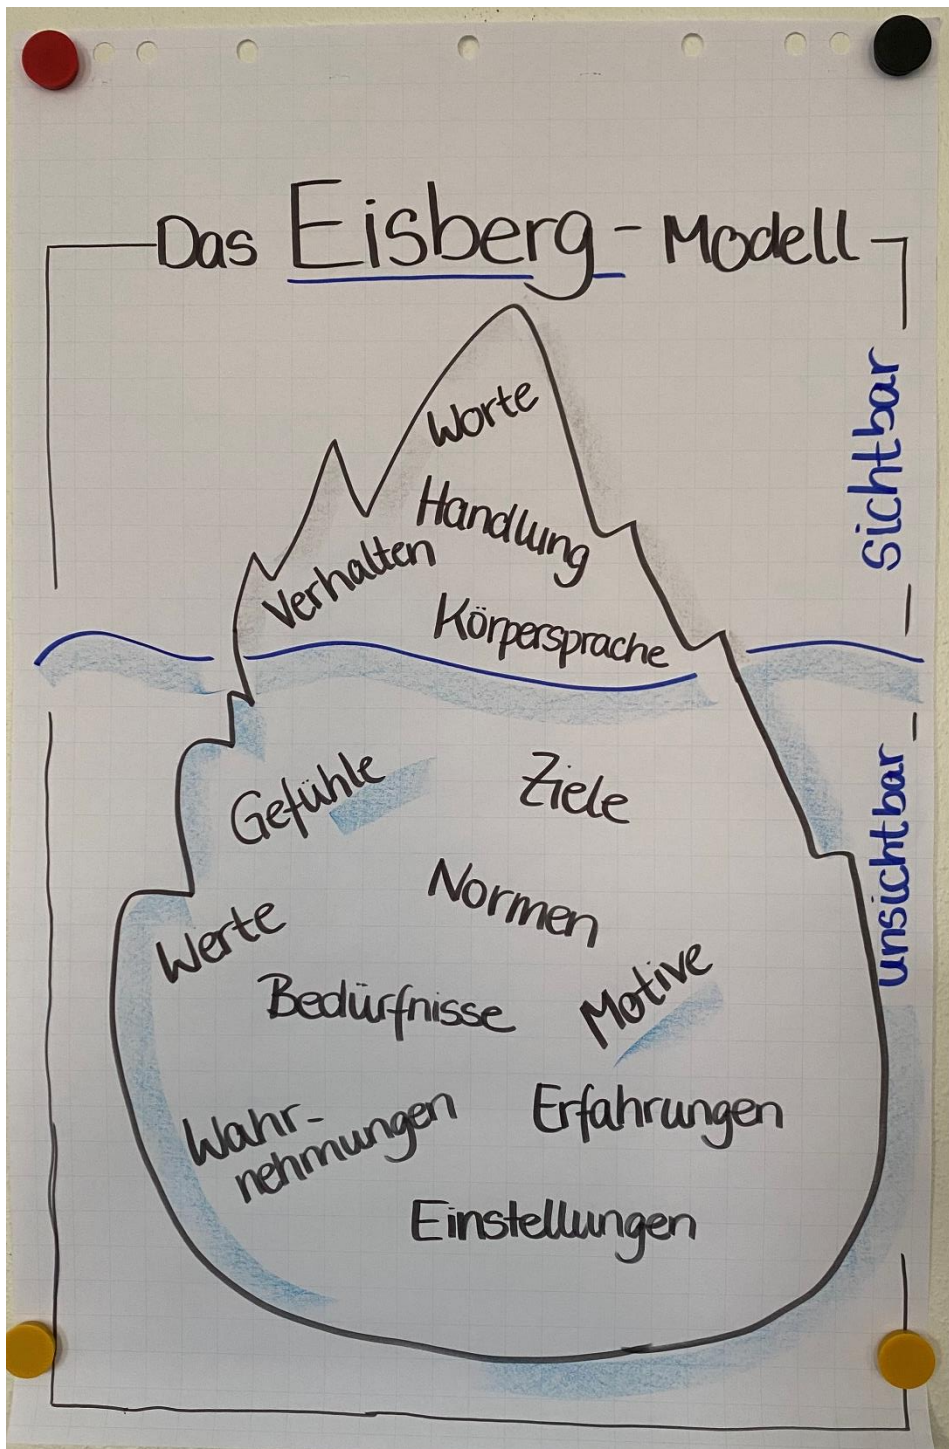 Das Eisberg - Modell
Worte
Handlung
Verhalten
Körpersprache
sichtbar
Gefühle
Ziele
Normen
Werte
Bedürfnisse
Motive
Wahr-
nehmungen
Erfahrungen
Einstellungen
unsichtbar